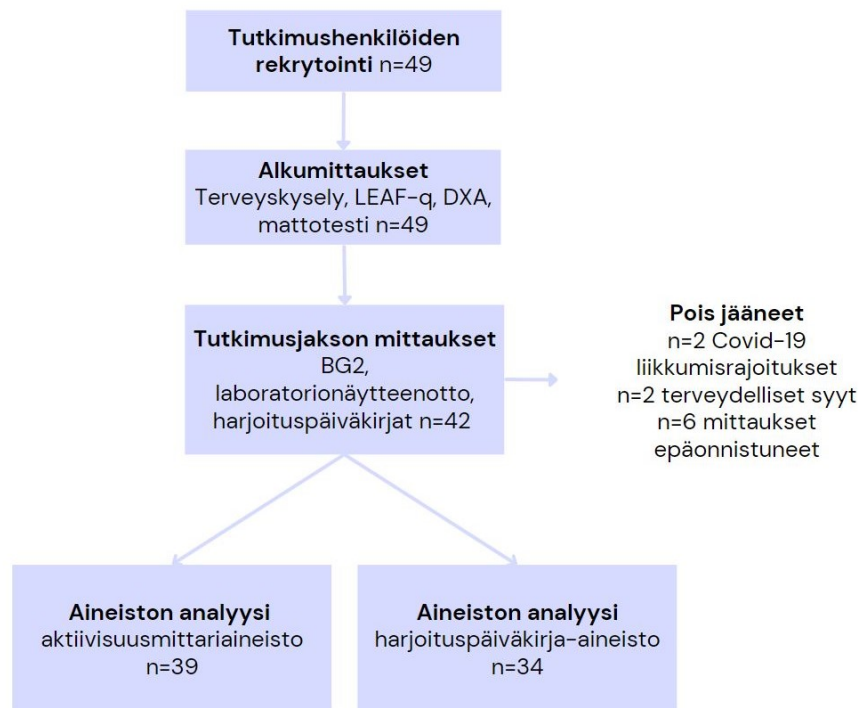 Tutkimushenkilöiden
rekrytointi n=49
Alkumittaukset
Terveyskysely, LEAF-q, DXA,
mattotesti n=49
Tutkimusjakson mittaukset
BG2,
laboratorionäytteenotto,
harjoituspäiväkirjat n=42
Pois jääneet
n=2 Covid-19
liikkumisrajoitukset
n=2 terveydelliset syyt
n=6 mittaukset
epäonnistuneet
Aineiston analyysi
aktiivisuusmittariaineisto
n=39
Aineiston analyysi
harjoituspäiväkirja-aineisto
n=34